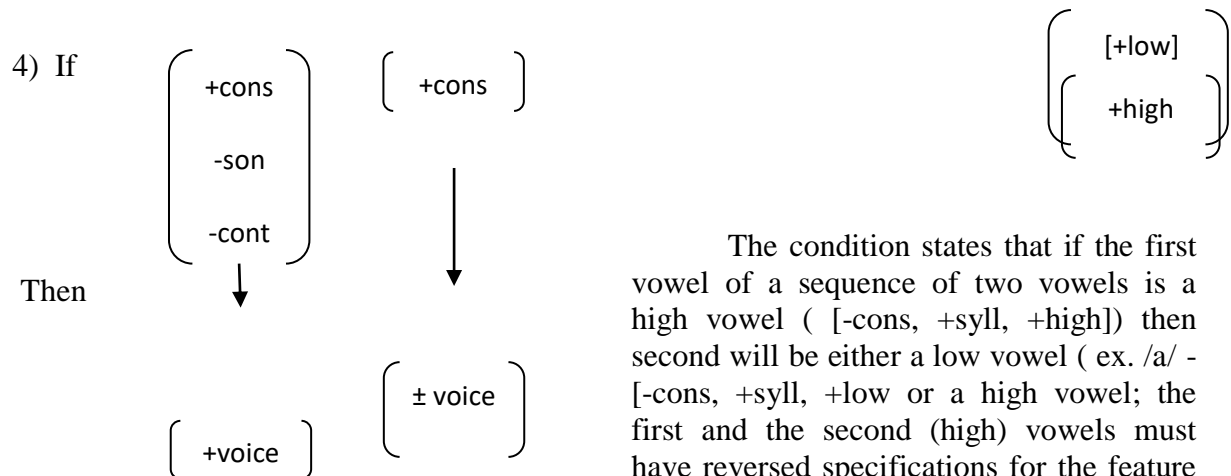 4) If
+cons
-son
-cont
+cons
Then
± voice
+voice
[+low]
+high
The condition states that if the first
vowel of a sequence of two vowels is a
high vowel ( [-cons, +syll, +high]) then
second will be either a low vowel ( ex. /a/ -
[-cons, +syll, +low or a high vowel; the
first and the second (high) vowels must
have reversed specifications for the feature